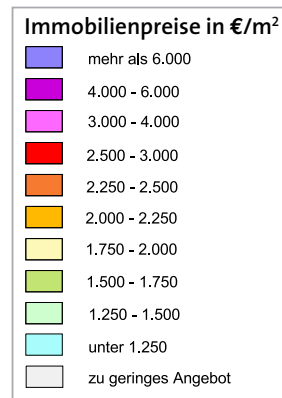 Immobilienpreise in €/m²
mehr als 6.000
4.000 - 6.000
3.000 - 4.000
2.500 - 3.000
2.250 - 2.500
2.000 - 2.250
1.750 - 2.000
1.500 - 1.750
1.250 - 1.500
unter 1.250
zu geringes Angebot